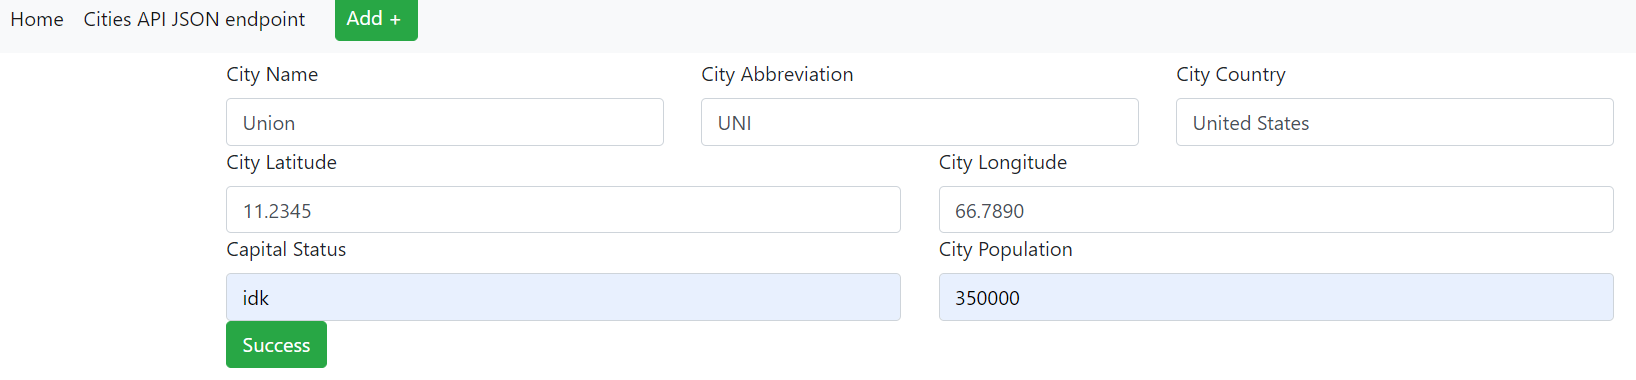 Home Cities API JSON endpoint Add +
City Name City Abbreviation City Country
Union UNI United States
City Latitude City Longitude
11.2345 66.7890
Capital Status City Population
idk 350000
Success